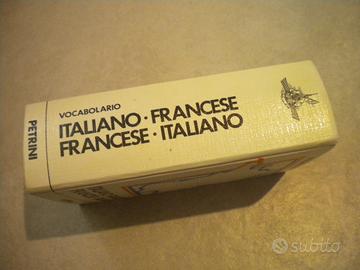 VOCABOLARIO
ITALIANO · FRANCESE
FRANCESE · ITALIANO
PETRINI
subito